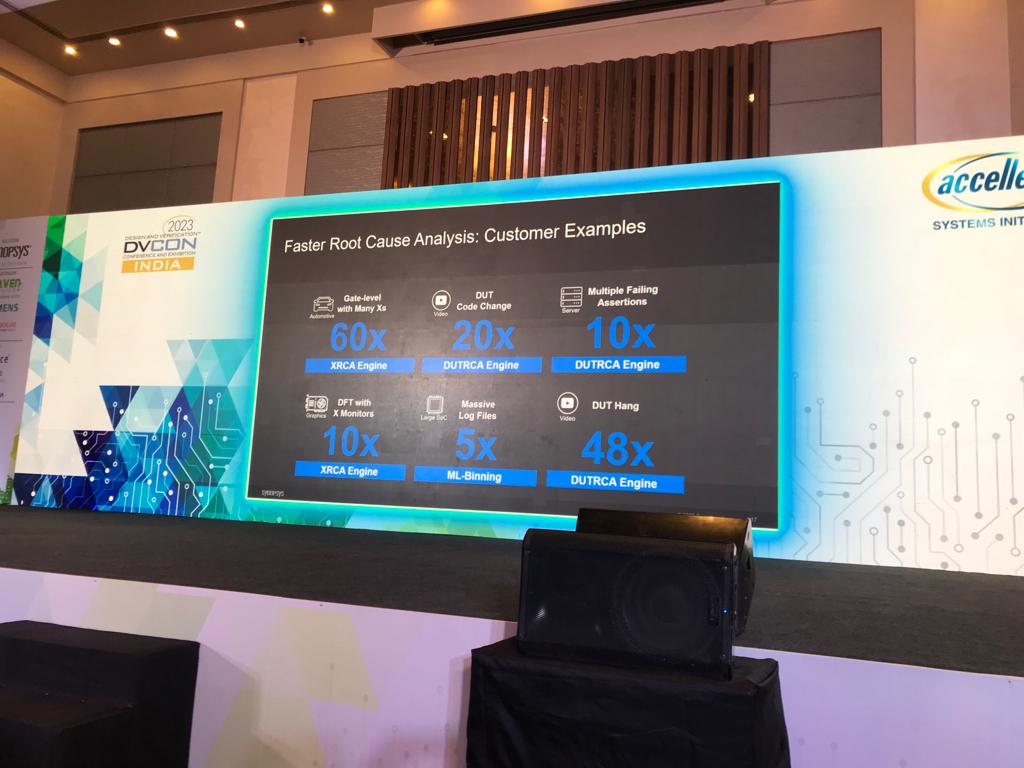 2023
DESIGN AND VERIFICATION™
DVCON
CONFERENCE AND EXHIBITION
INDIA
SYSTEMS INIT
Faster Root Cause Analysis: Customer Examples
Automotive
Gate-level
with Many Xs
60x
XRCA Engine
Video
DUT
Code Change
20x
DUTRCA Engine
Server
Multiple Failing
Assertions
10x
DUTRCA Engine
Graphics
DFT with
X Monitors
10x
XRCA Engine
Large SoC
Massive
Log Files
5x
ML-Binning
Video
DUT Hang
48x
DUTRCA Engine
SYNOPSYS